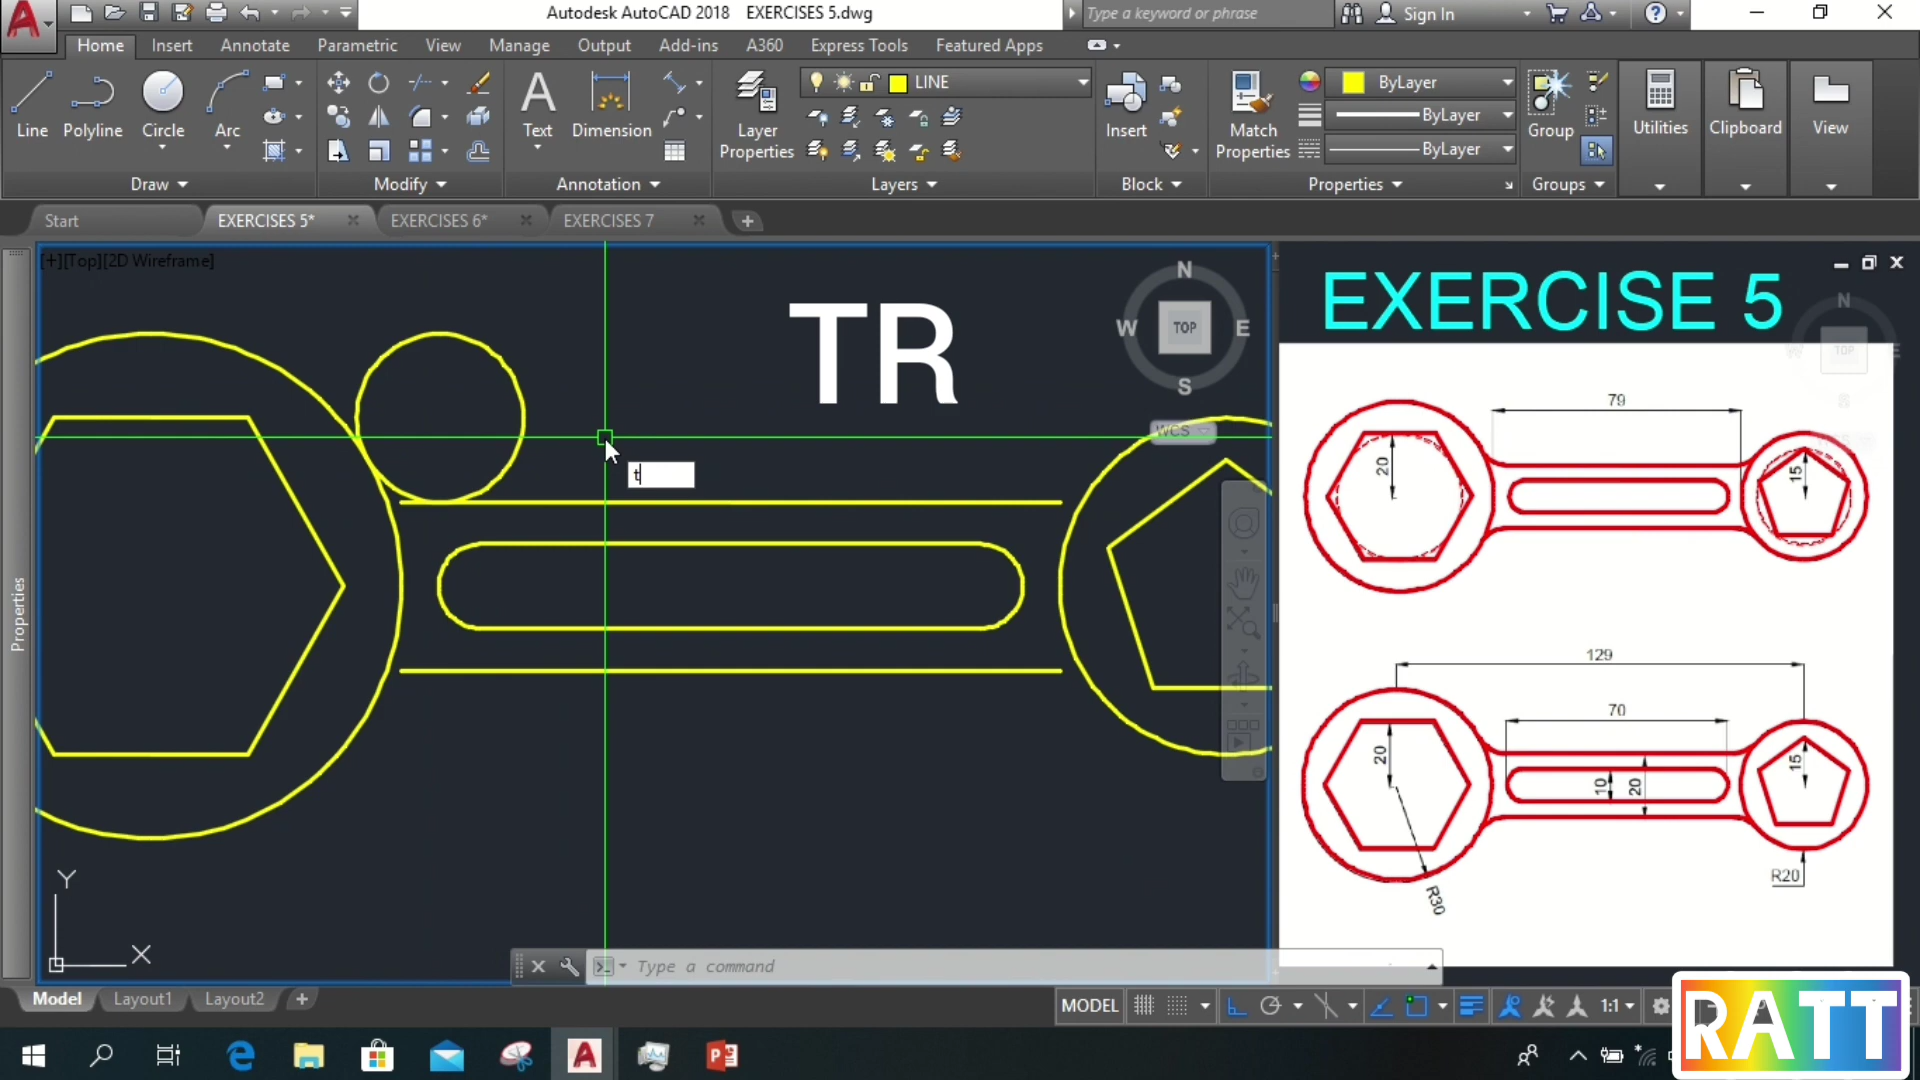 Autodesk AutoCAD 2018 EXERCISES 5.dwg
Type a keyword or phrase
Sign In
Home Insert Annotate Parametric View Manage Output Add-ins A360 Express Tools Featured Apps
Line Polyline Circle Arc
Draw
Modify
Text Dimension
Annotation
Layer Properties
LINE
Layers
Insert
Block
Match Properties
ByLayer
ByLayer
ByLayer
Properties
Group
Groups
Utilities
Clipboard
View
Start EXERCISES 5* EXERCISES 6* EXERCISES 7
[+][Top][2D Wireframe]
TR
N
W TOP E
S
WCS
t
Properties
Y
X
Type a command
EXERCISE 5
N
TOP
79
20
15
129
70
20
10
20
15
R20
R30
Model Layout1 Layout2
MODEL
1:1
RATT